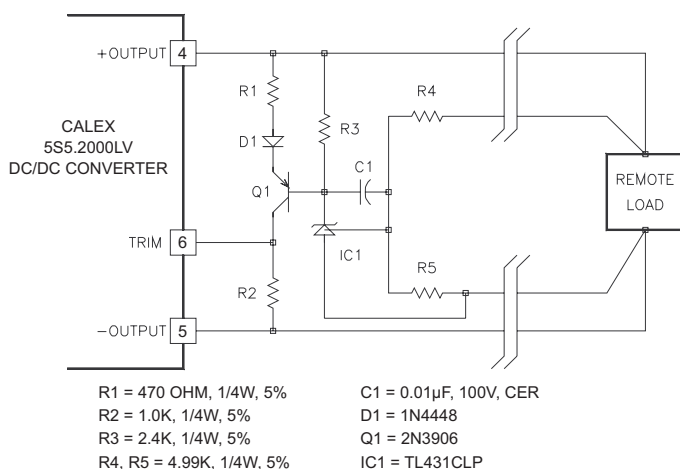 +OUTPUT 4
R1
R4
CALEX
5S5.2000LV
DC/DC CONVERTER
D1
R3
C1
Q1
REMOTE
LOAD
TRIM 6
IC1
R2
R5
−OUTPUT 5
R1 = 470 OHM, 1/4W, 5%
R2 = 1.0K, 1/4W, 5%
R3 = 2.4K, 1/4W, 5%
R4, R5 = 4.99K, 1/4W, 5%
C1 = 0.01µF, 100V, CER
D1 = 1N4448
Q1 = 2N3906
IC1 = TL431CLP